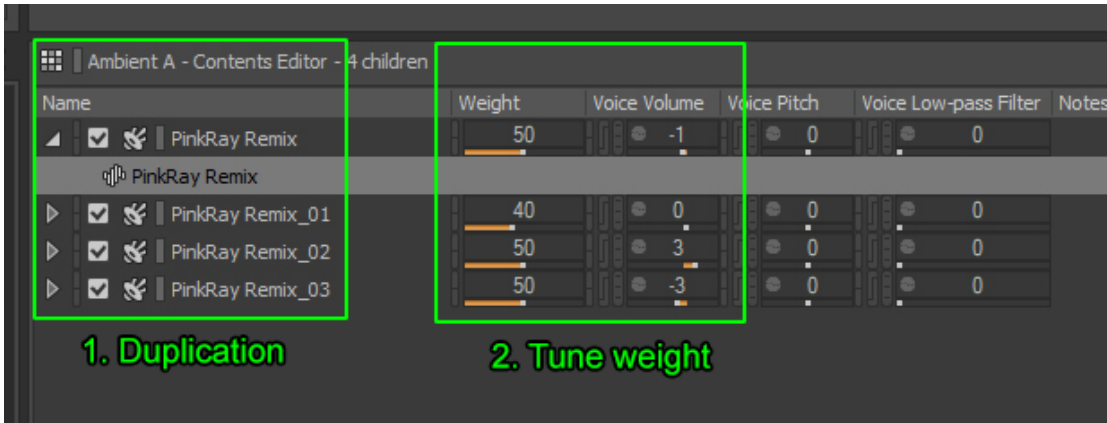 Ambient A - Contents Editor - 4 children
Name Weight Voice Volume Voice Pitch Voice Low-pass Filter Notes
PinkRay Remix 50 -1 0 0
PinkRay Remix
PinkRay Remix_01 40 0 0 0
PinkRay Remix_02 50 3 0 0
PinkRay Remix_03 50 -3 0 0
1. Duplication 2. Tune weight